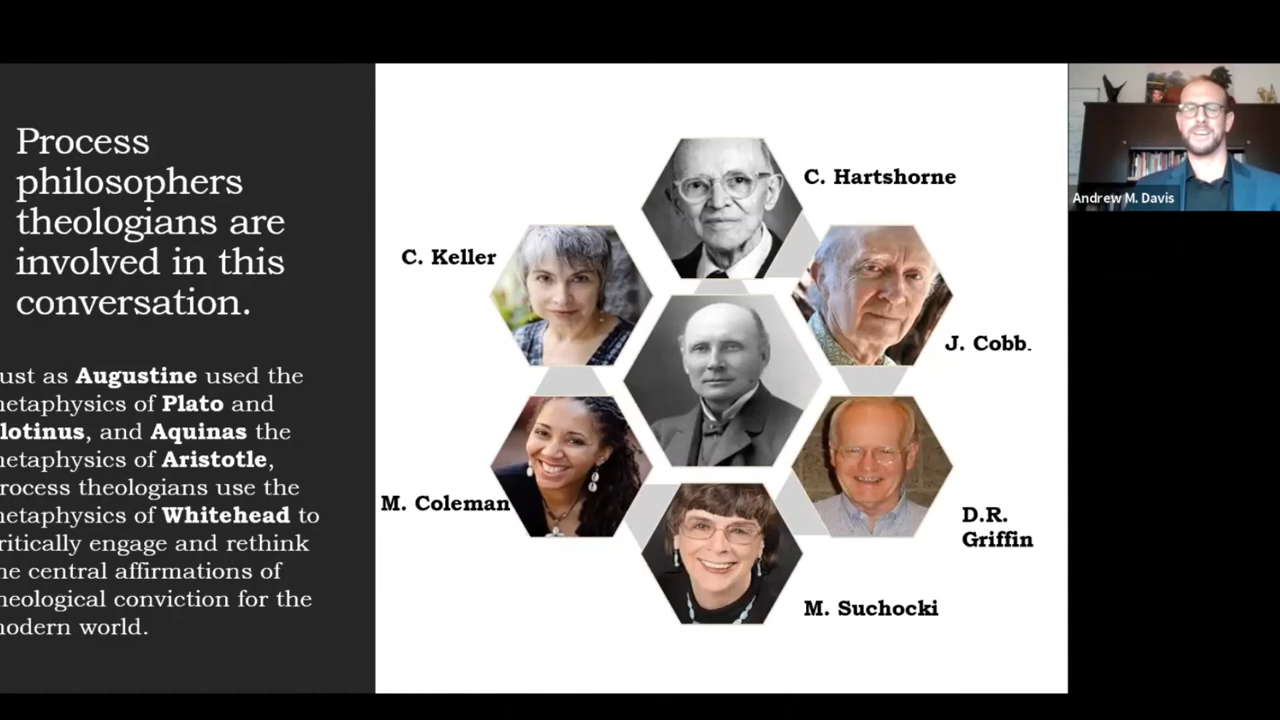 Process
philosophers
theologians are
involved in this
conversation.
ust as Augustine used the
netaphysics of Plato and
lotinus, and Aquinas the
netaphysics of Aristotle,
rocess theologians use the
netaphysics of Whitehead to
ritically engage and rethink
ne central affirmations of
heological conviction for the
nodern world.
C. Hartshorne
C. Keller
J. Cobb.
M. Coleman
D.R.
Griffin
M. Suchocki
Andrew M. Davis